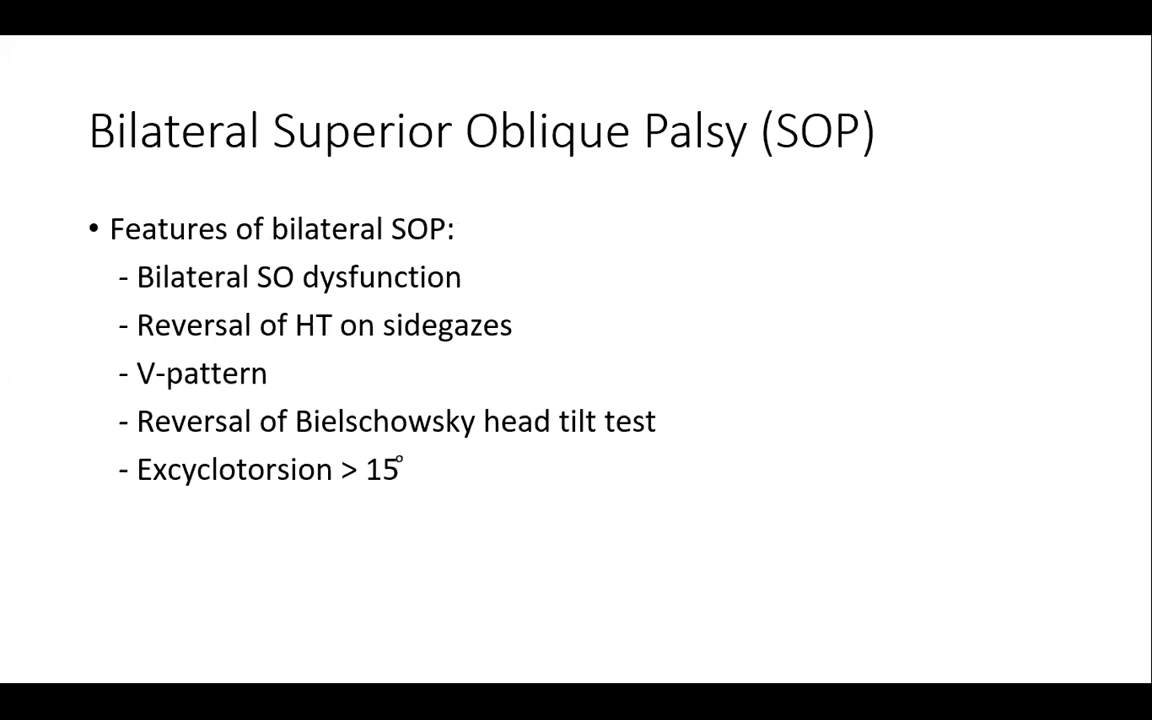 Bilateral Superior Oblique Palsy (SOP)
• Features of bilateral SOP:
- Bilateral SO dysfunction
- Reversal of HT on sidegazes
- V-pattern
- Reversal of Bielschowsky head tilt test
- Excyclotorsion > 15°